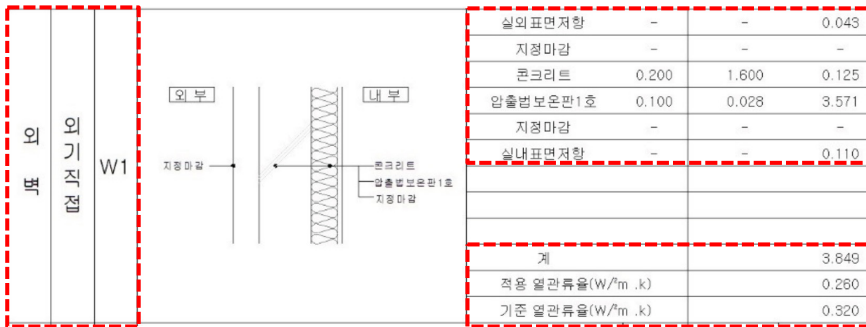 외벽
외기직접
W1
외 부
내 부
지정마감
콘크리트
압출법보온판1호
지정마감
실외표면저항 - - 0.043
지정마감 - - -
콘크리트 0.200 1.600 0.125
압출법보온판1호 0.100 0.028 3.571
지정마감 - - -
실내표면저항 - - 0.110
계 3.849
적용 열관류율(W/²m .k) 0.260
기준 열관류율(W/²m .k) 0.320